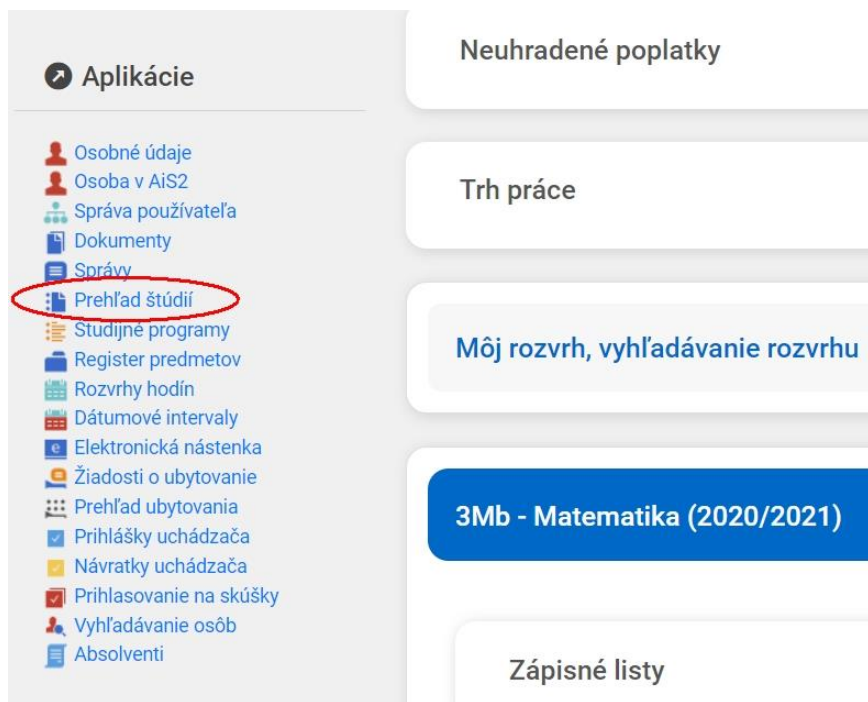 Aplikácie
Osobné údaje
Osoba v AiS2
Správa používateľa
Dokumenty
Správy
Prehľad štúdií
Študijné programy
Register predmetov
Rozvrhy hodín
Dátumové intervaly
Elektronická nástenka
Žiadosti o ubytovanie
Prehľad ubytovania
Prihlášky uchádzača
Návratky uchádzača
Prihlasovanie na skúšky
Vyhľadávanie osôb
Absolventi
Neuhradené poplatky
Trh práce
Môj rozvrh, vyhľadávanie rozvrhu
3Mb - Matematika (2020/2021)
Zápisné listy